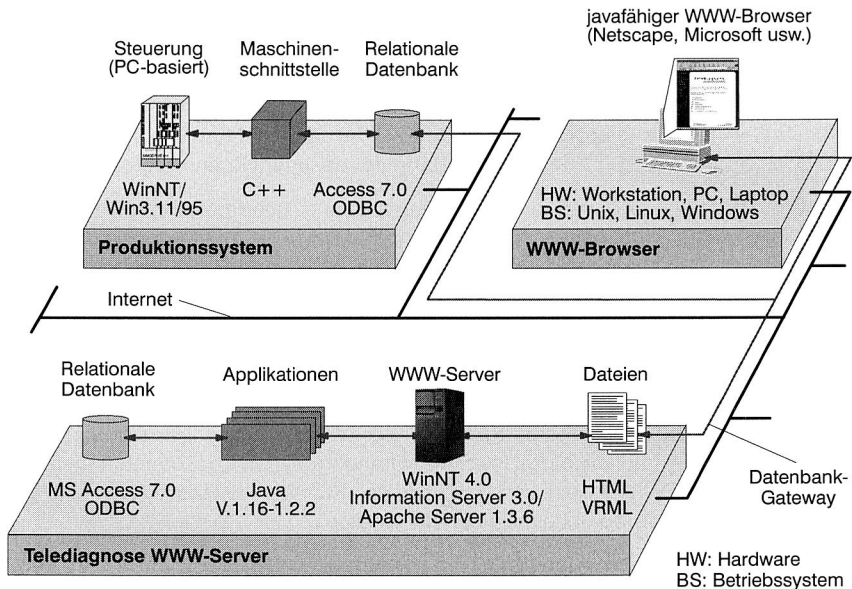 javafähiger WWW-Browser
(Netscape, Microsoft usw.)
Steuerung
(PC-basiert)
Maschinen-
schnittstelle
Relationale
Datenbank
WinNT/
Win3.11/95
C++
Access 7.0
ODBC
Produktionssystem
HW: Workstation, PC, Laptop
BS: Unix, Linux, Windows
WWW-Browser
Internet
Relationale
Datenbank
Applikationen
WWW-Server
Dateien
MS Access 7.0
ODBC
Java
V.1.16-1.2.2
WinNT 4.0
Information Server 3.0/
Apache Server 1.3.6
HTML
VRML
Datenbank-
Gateway
Telediagnose WWW-Server
HW: Hardware
BS: Betriebssystem